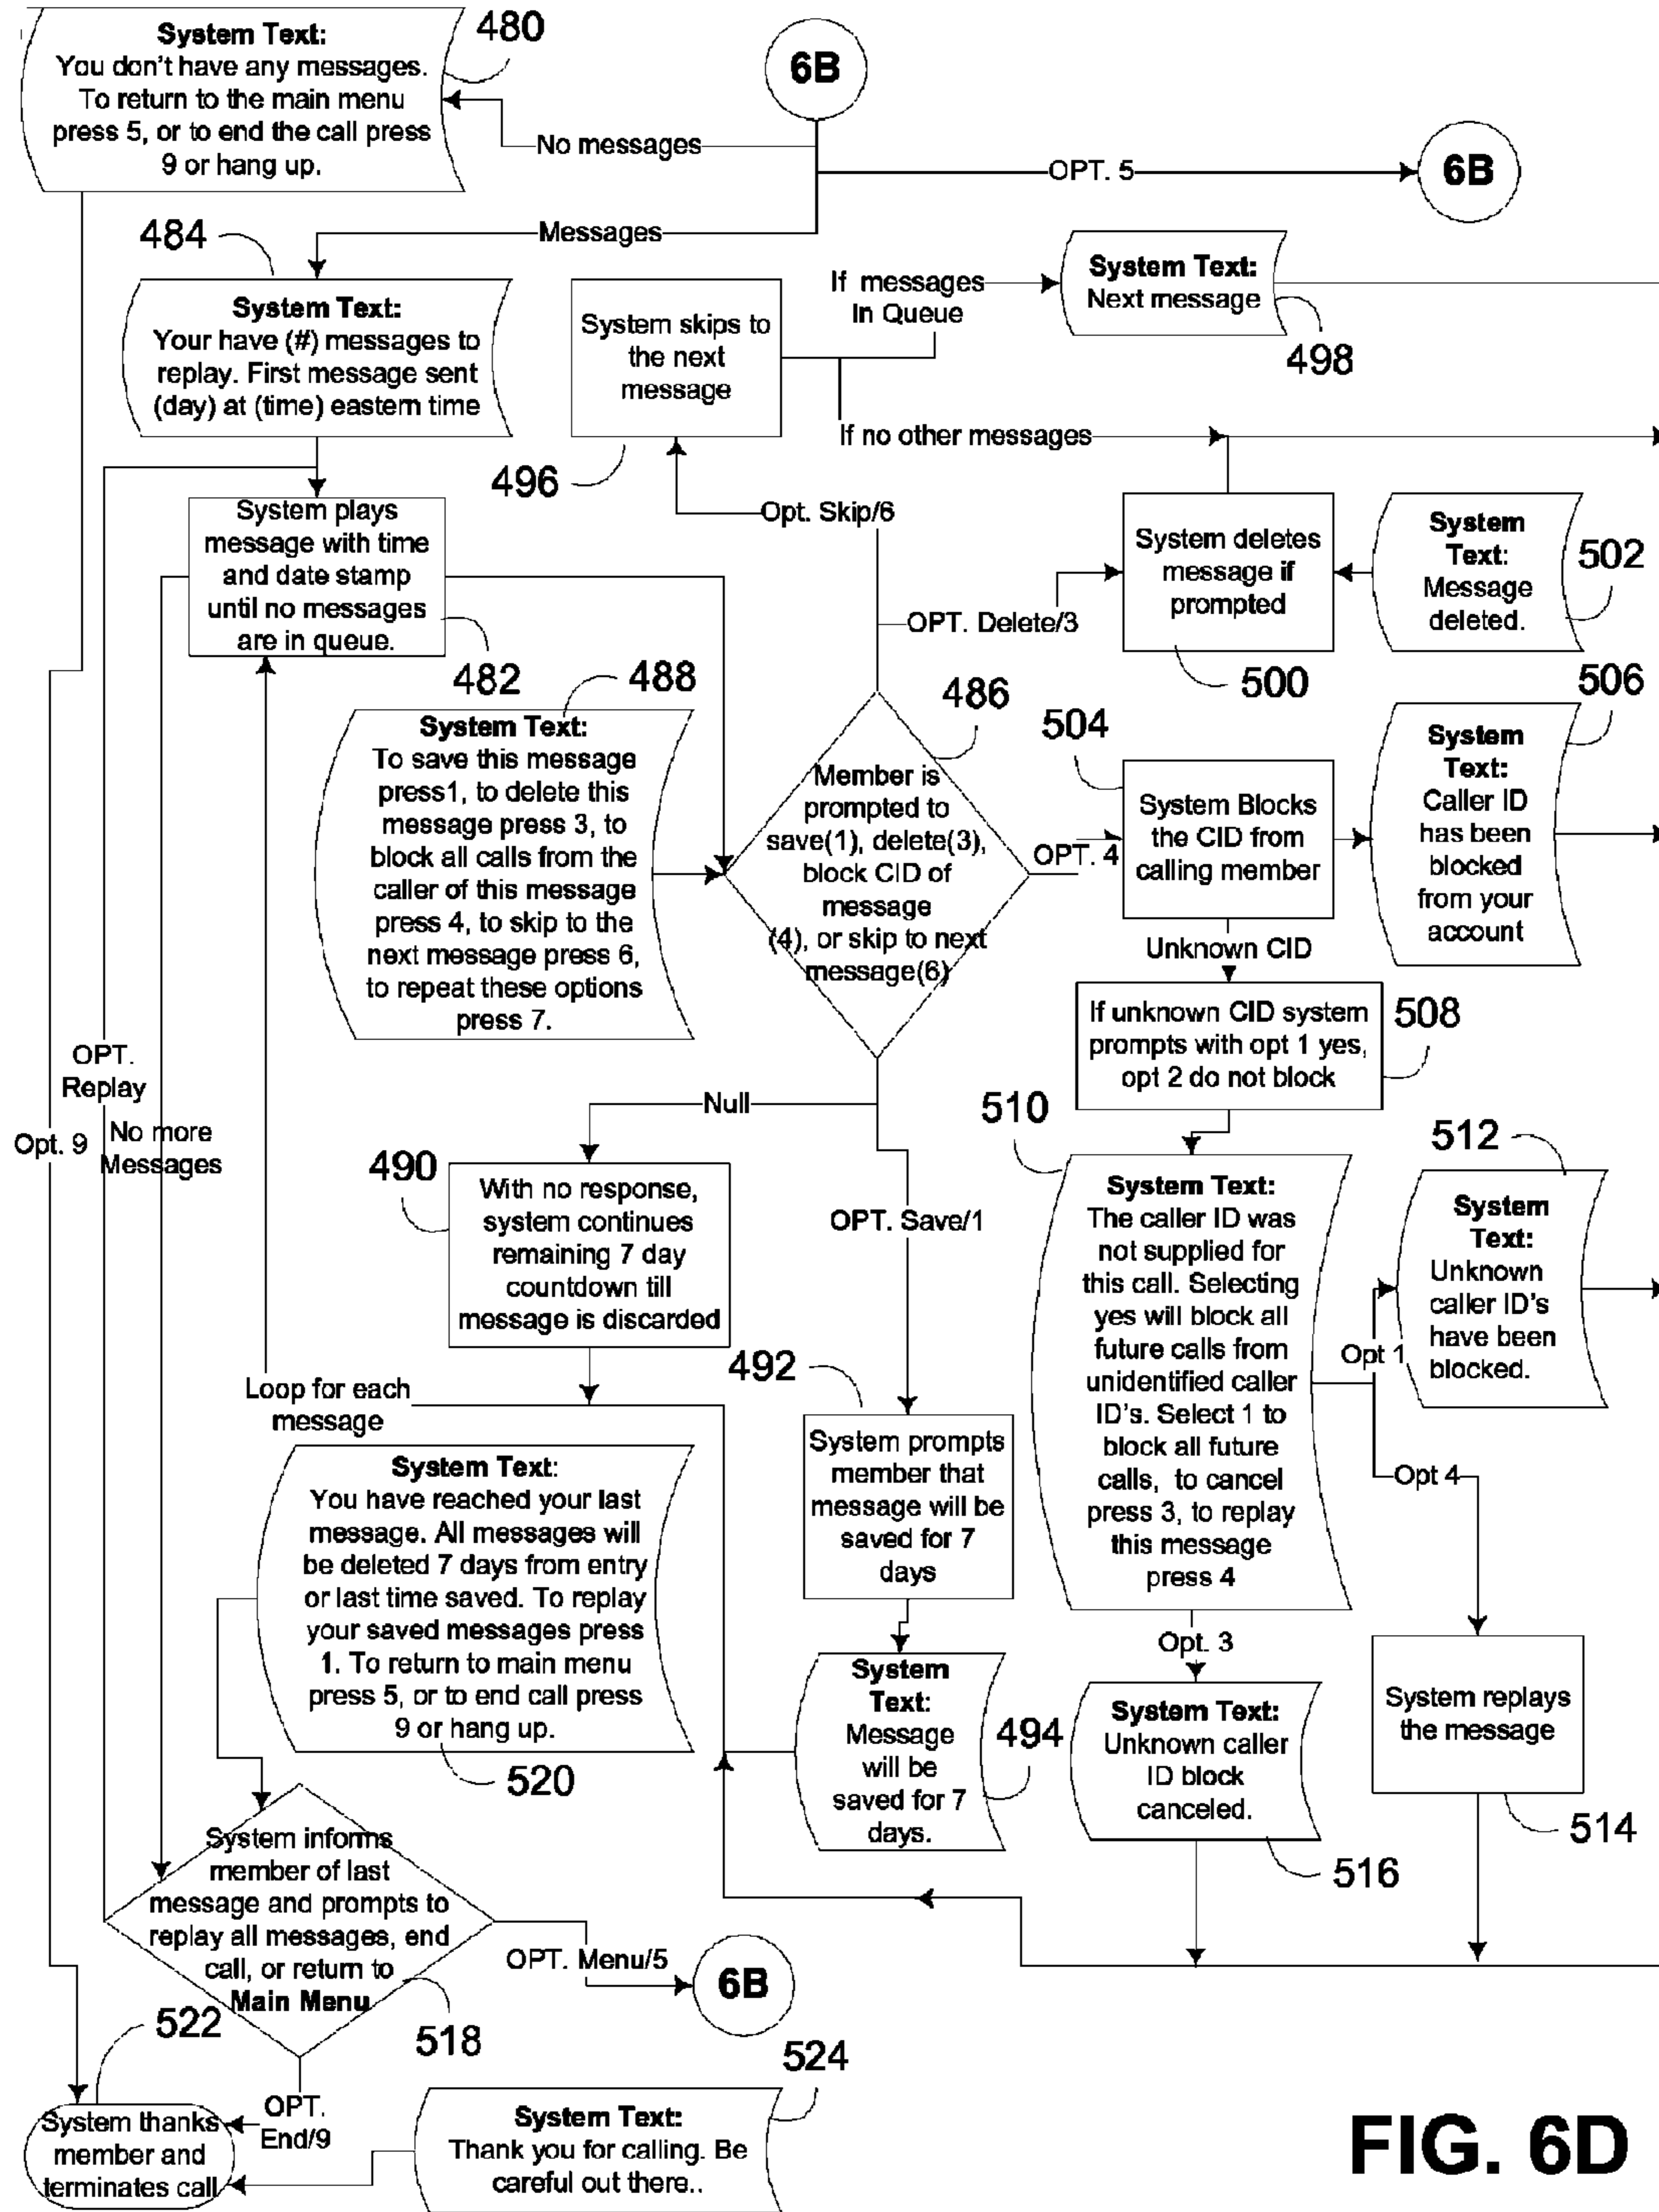 System Text:
You don't have any messages.
To return to the main menu
press 5, or to end the call press
9 or hang up.
480
6B
No messages
OPT. 5
6B
Messages
484
System Text:
Your have (#) messages to
replay. First message sent
(day) at (time) eastern time
System skips to
the next
message
496
If messages
In Queue
System Text:
Next message
498
If no other messages
Opt. Skip/6
System plays
message with time
and date stamp
until no messages
are in queue.
482
OPT. Delete/3
System deletes
message if
prompted
500
System
Text:
Message
deleted.
502
488
System Text:
To save this message
press1, to delete this
message press 3, to
block all calls from the
caller of this message
press 4, to skip to the
next message press 6,
to repeat these options
press 7.
486
Member is
prompted to
save(1), delete(3),
block CID of
message
(4), or skip to next
message(6)
OPT. 4
504
System Blocks
the CID from
calling member
506
System
Text:
Caller ID
has been
blocked
from your
account
Unknown CID
If unknown CID system
prompts with opt 1 yes,
opt 2 do not block
508
OPT.
Replay
Opt. 9
No more
Messages
Null
490
With no response,
system continues
remaining 7 day
countdown till
message is discarded
OPT. Save/1
510
System Text:
The caller ID was
not supplied for
this call. Selecting
yes will block all
future calls from
unidentified caller
ID's. Select 1 to
block all future
calls, to cancel
press 3, to replay
this message
press 4
512
System
Text:
Unknown
caller ID's
have been
blocked.
Opt 1
Opt 4
Loop for each
message
492
System prompts
member that
message will be
saved for 7
days
System Text:
You have reached your last
message. All messages will
be deleted 7 days from entry
or last time saved. To replay
your saved messages press
1. To return to main menu
press 5, or to end call press
9 or hang up.
520
System
Text:
Message
will be
saved for 7
days.
494
Opt. 3
System Text:
Unknown caller
ID block
canceled.
516
System replays
the message
514
System informs
member of last
message and prompts to
replay all messages, end
call, or return to
Main Menu
518
OPT. Menu/5
6B
522
System thanks
member and
terminates call
OPT.
End/9
524
System Text:
Thank you for calling. Be
careful out there..
FIG. 6D